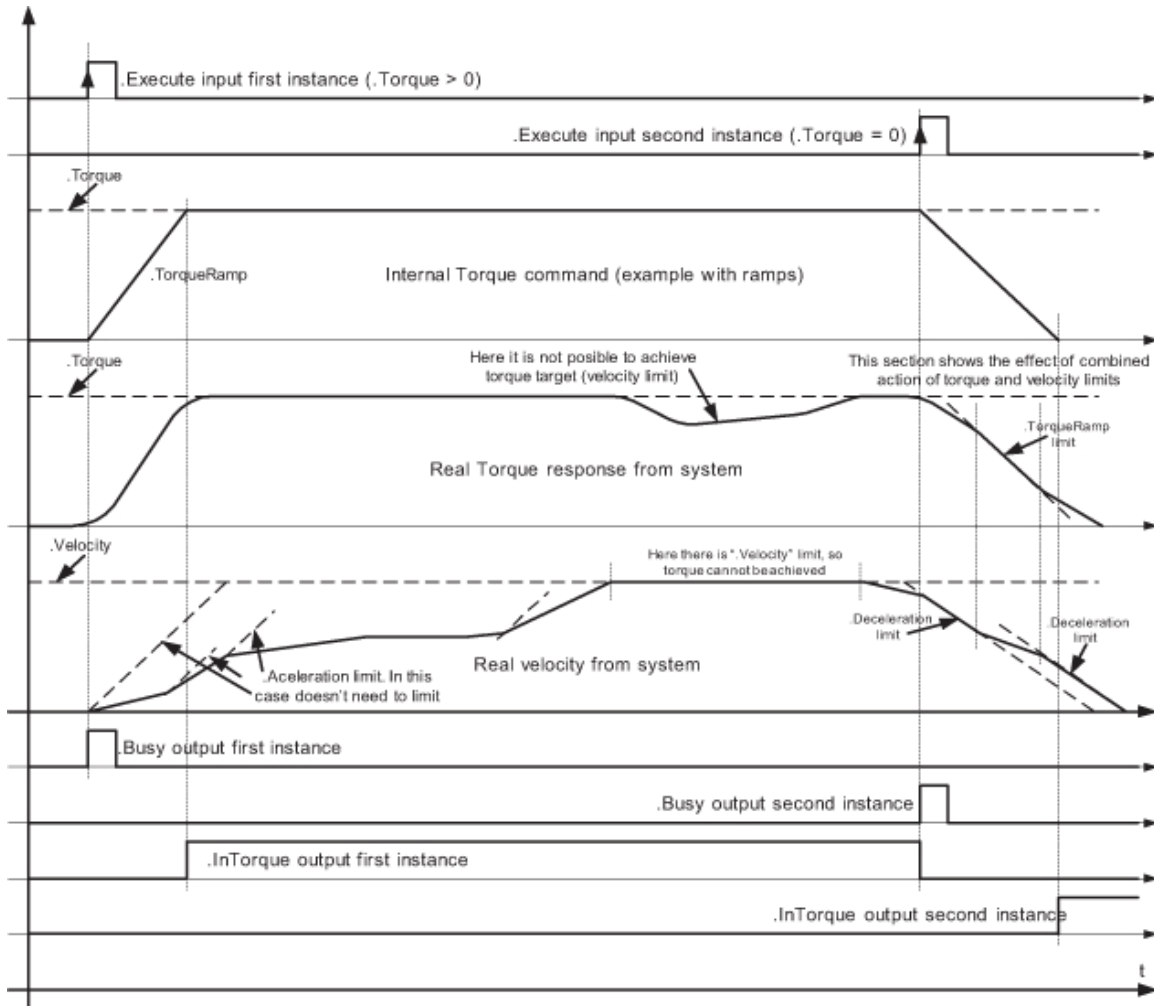 .Execute input first instance (.Torque > 0)
.Execute input second instance (.Torque = 0)
.Torque
.TorqueRamp
Internal Torque command (example with ramps)
.Torque
Here it is not posible to achieve
torque target (velocity limit)
This section shows the effect of combined
action of torque and velocity limits
.TorqueRamp
limit
Real Torque response from system
.Velocity
Here there is ".Velocity" limit, so
torque cannot be achieved
.Deceleration
limit
.Deceleration
limit
Real velocity from system
.Aceleration limit. In this
case doesn't need to limit
.Busy output first instance
.Busy output second instance
.InTorque output first instance
.InTorque output second instance
t